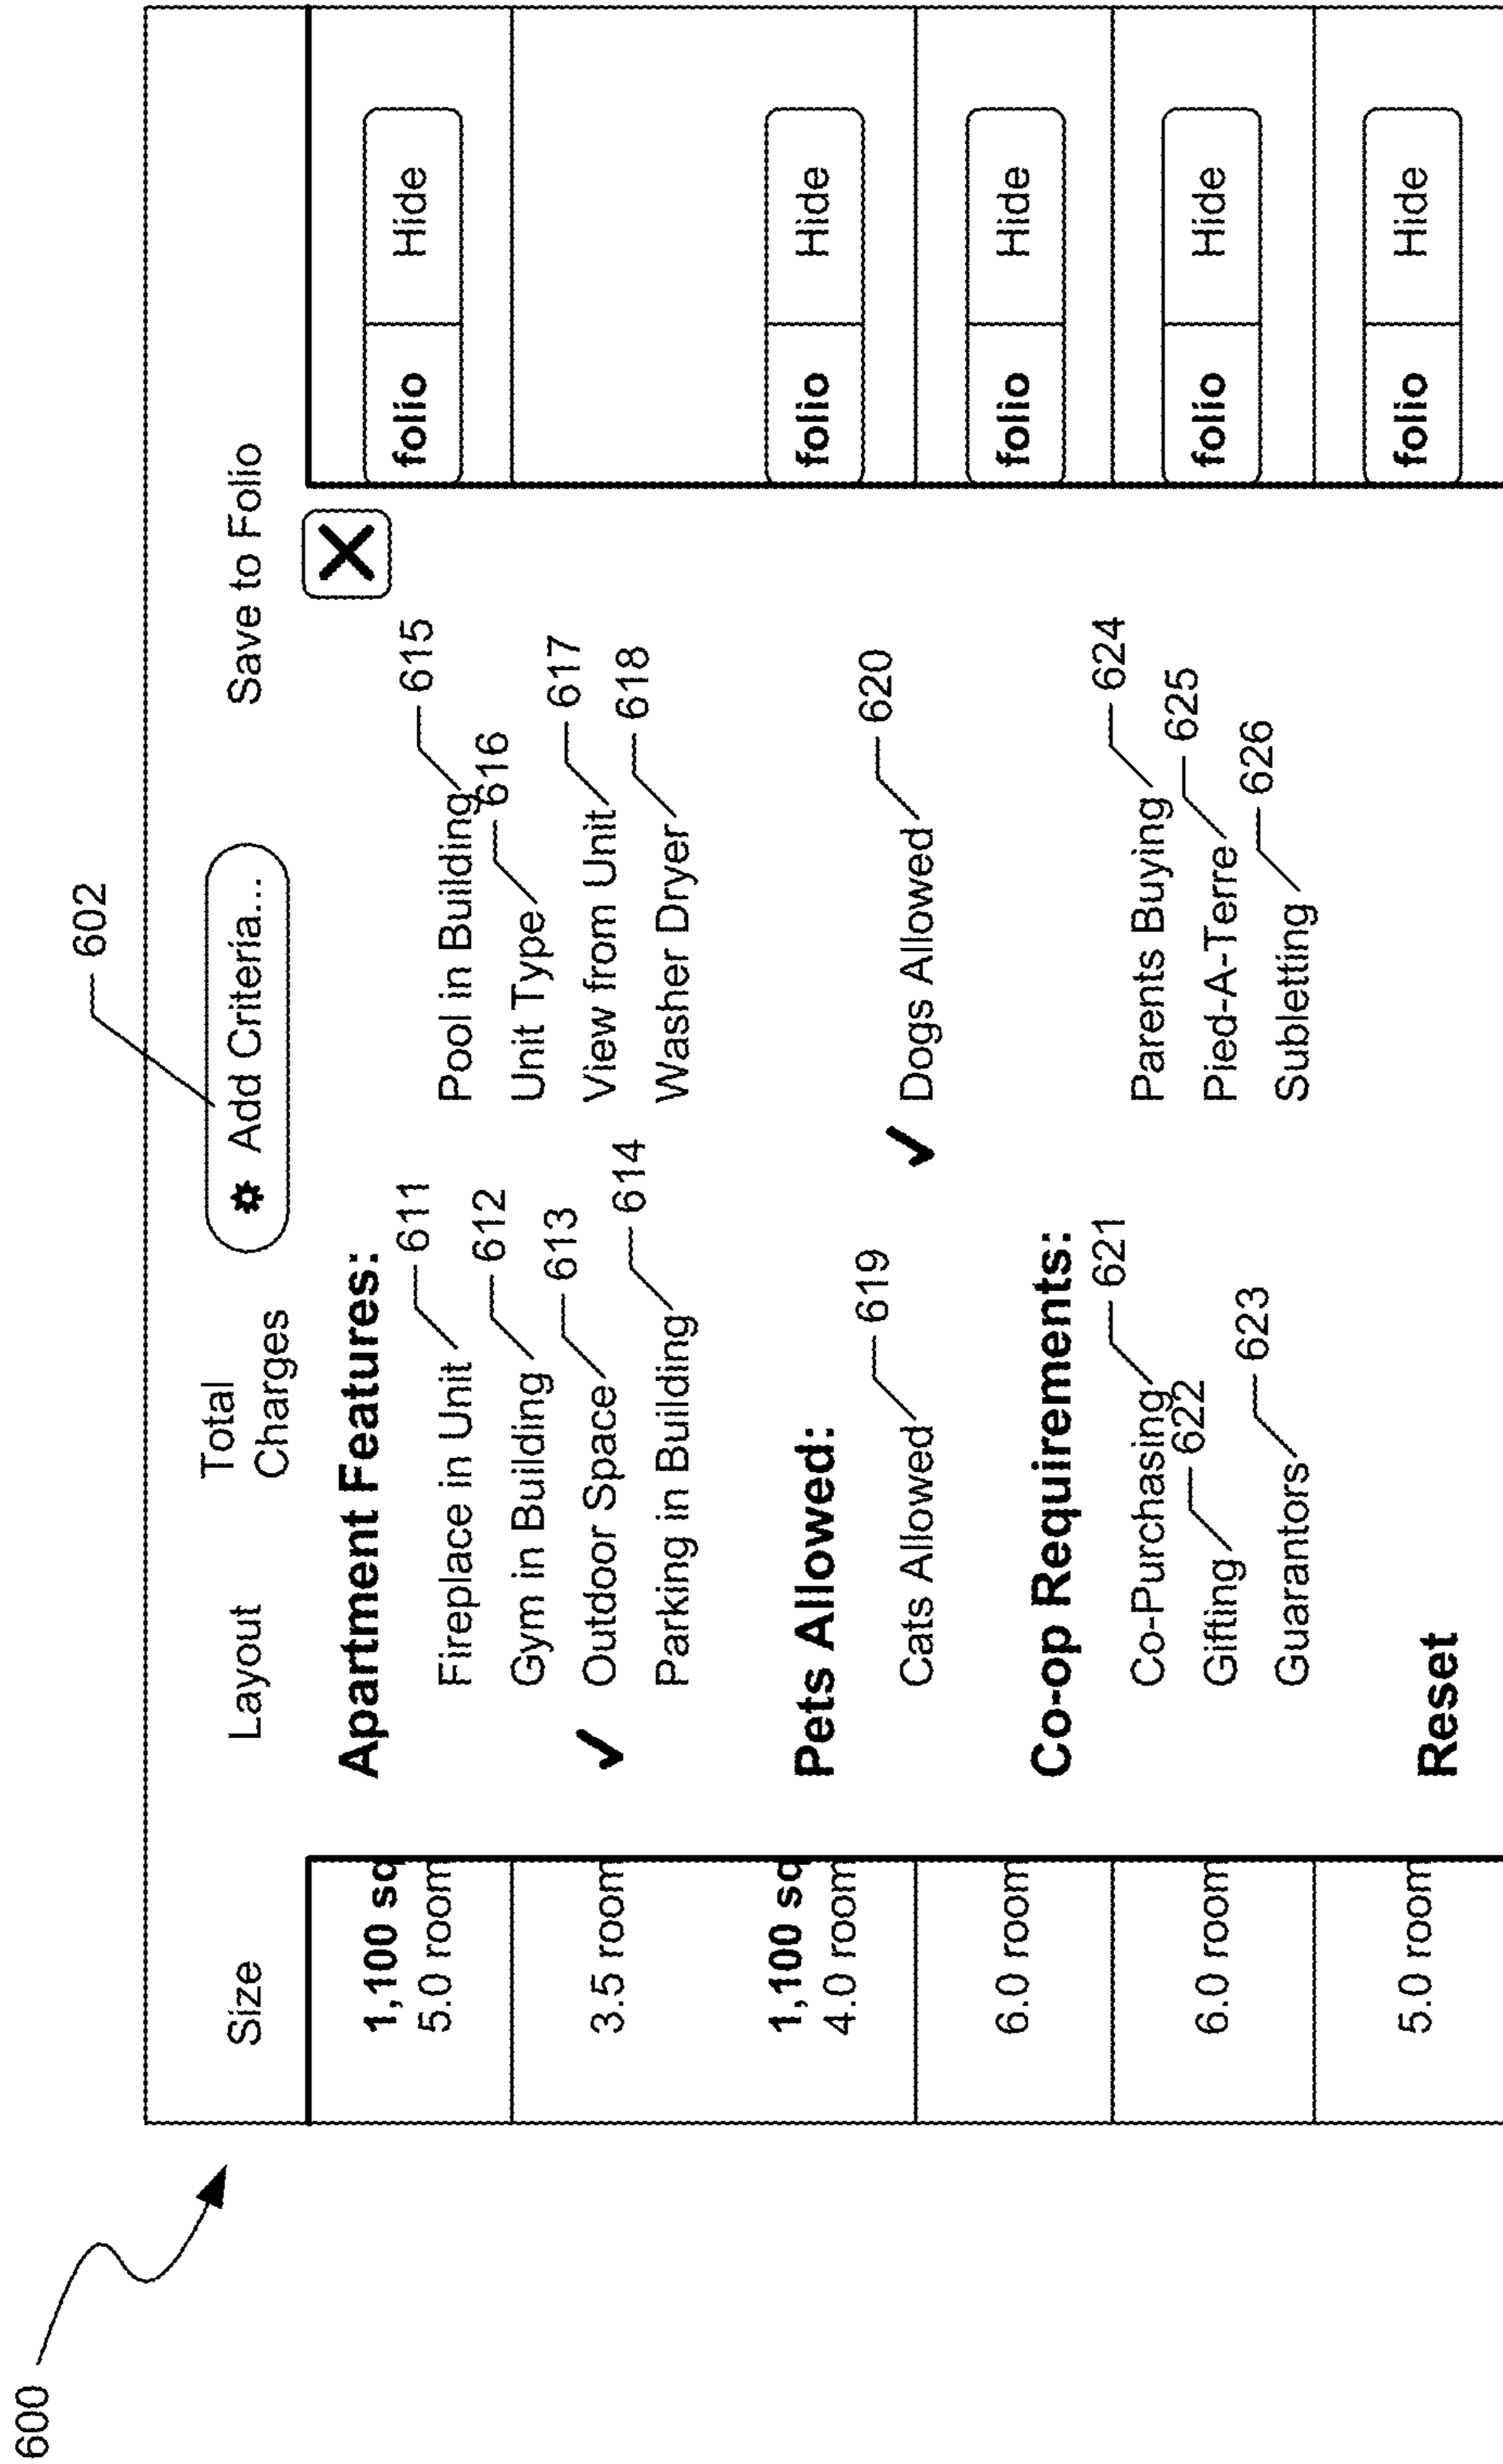 600
602
Size
Layout
Total
Charges
Add Criteria...
Save to Folio
1,100 sq
5.0 room
3.5 room
1,100 sq
4.0 room
6.0 room
6.0 room
5.0 room
Apartment Features:
Fireplace in Unit 611
Gym in Building 612
Outdoor Space 613
Parking in Building 614
Pool in Building 615
Unit Type 616
View from Unit 617
Washer Dryer 618
Pets Allowed:
Cats Allowed 619
Dogs Allowed 620
Co-op Requirements:
Co-Purchasing 621
Gifting 622
Guarantors 623
Parents Buying 624
Pied-A-Terre 625
Subletting 626
Reset
folio Hide
folio Hide
folio Hide
folio Hide
folio Hide